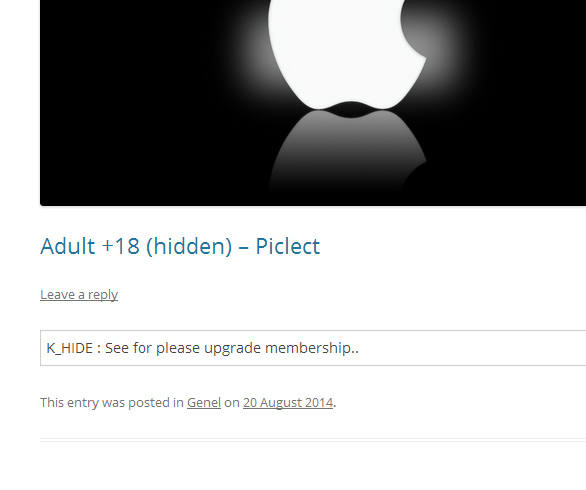 Adult +18 (hidden) – Piclect
Leave a reply
K_HIDE : See for please upgrade membership..
This entry was posted in Genel on 20 August 2014.